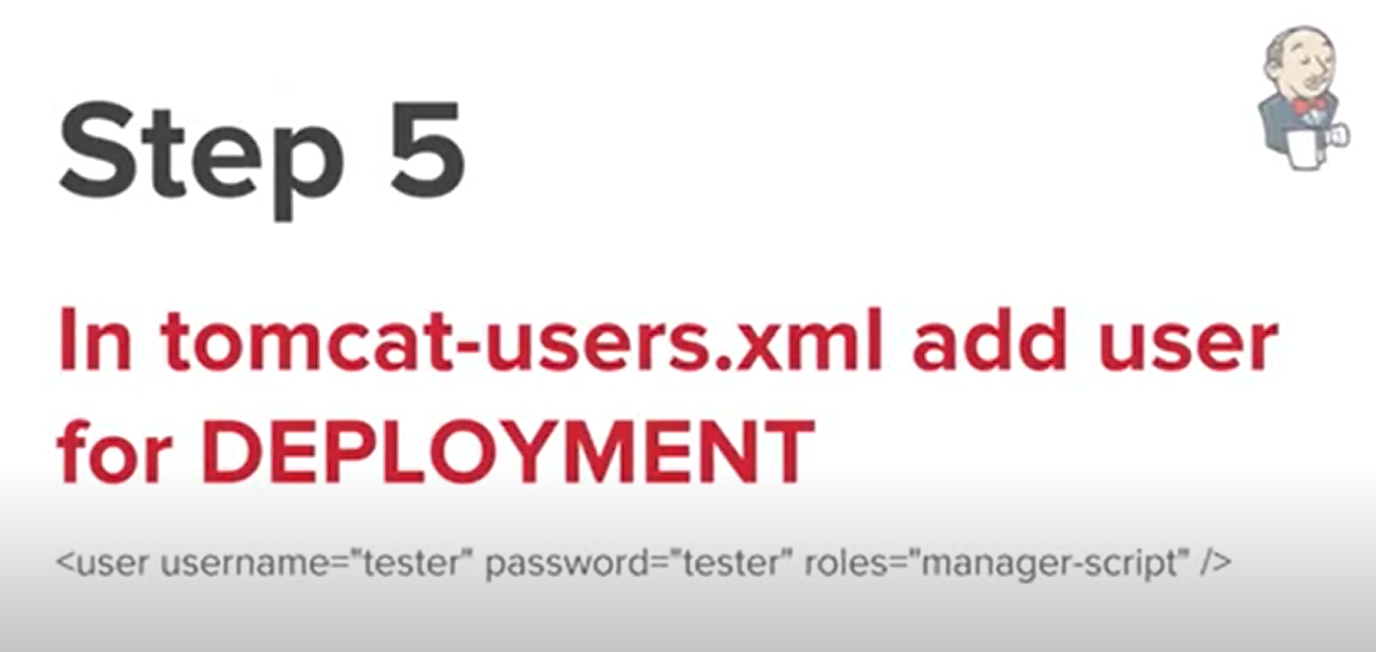 Step 5
In tomcat-users.xml add user
for DEPLOYMENT
<user username="tester" password="tester" roles="manager-script" />